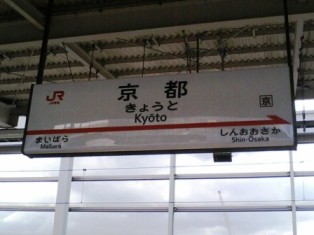 JR
京都
京
きょうと
Kyōto
まいばら
Maibara
しんおおさか
Shin-Ōsaka